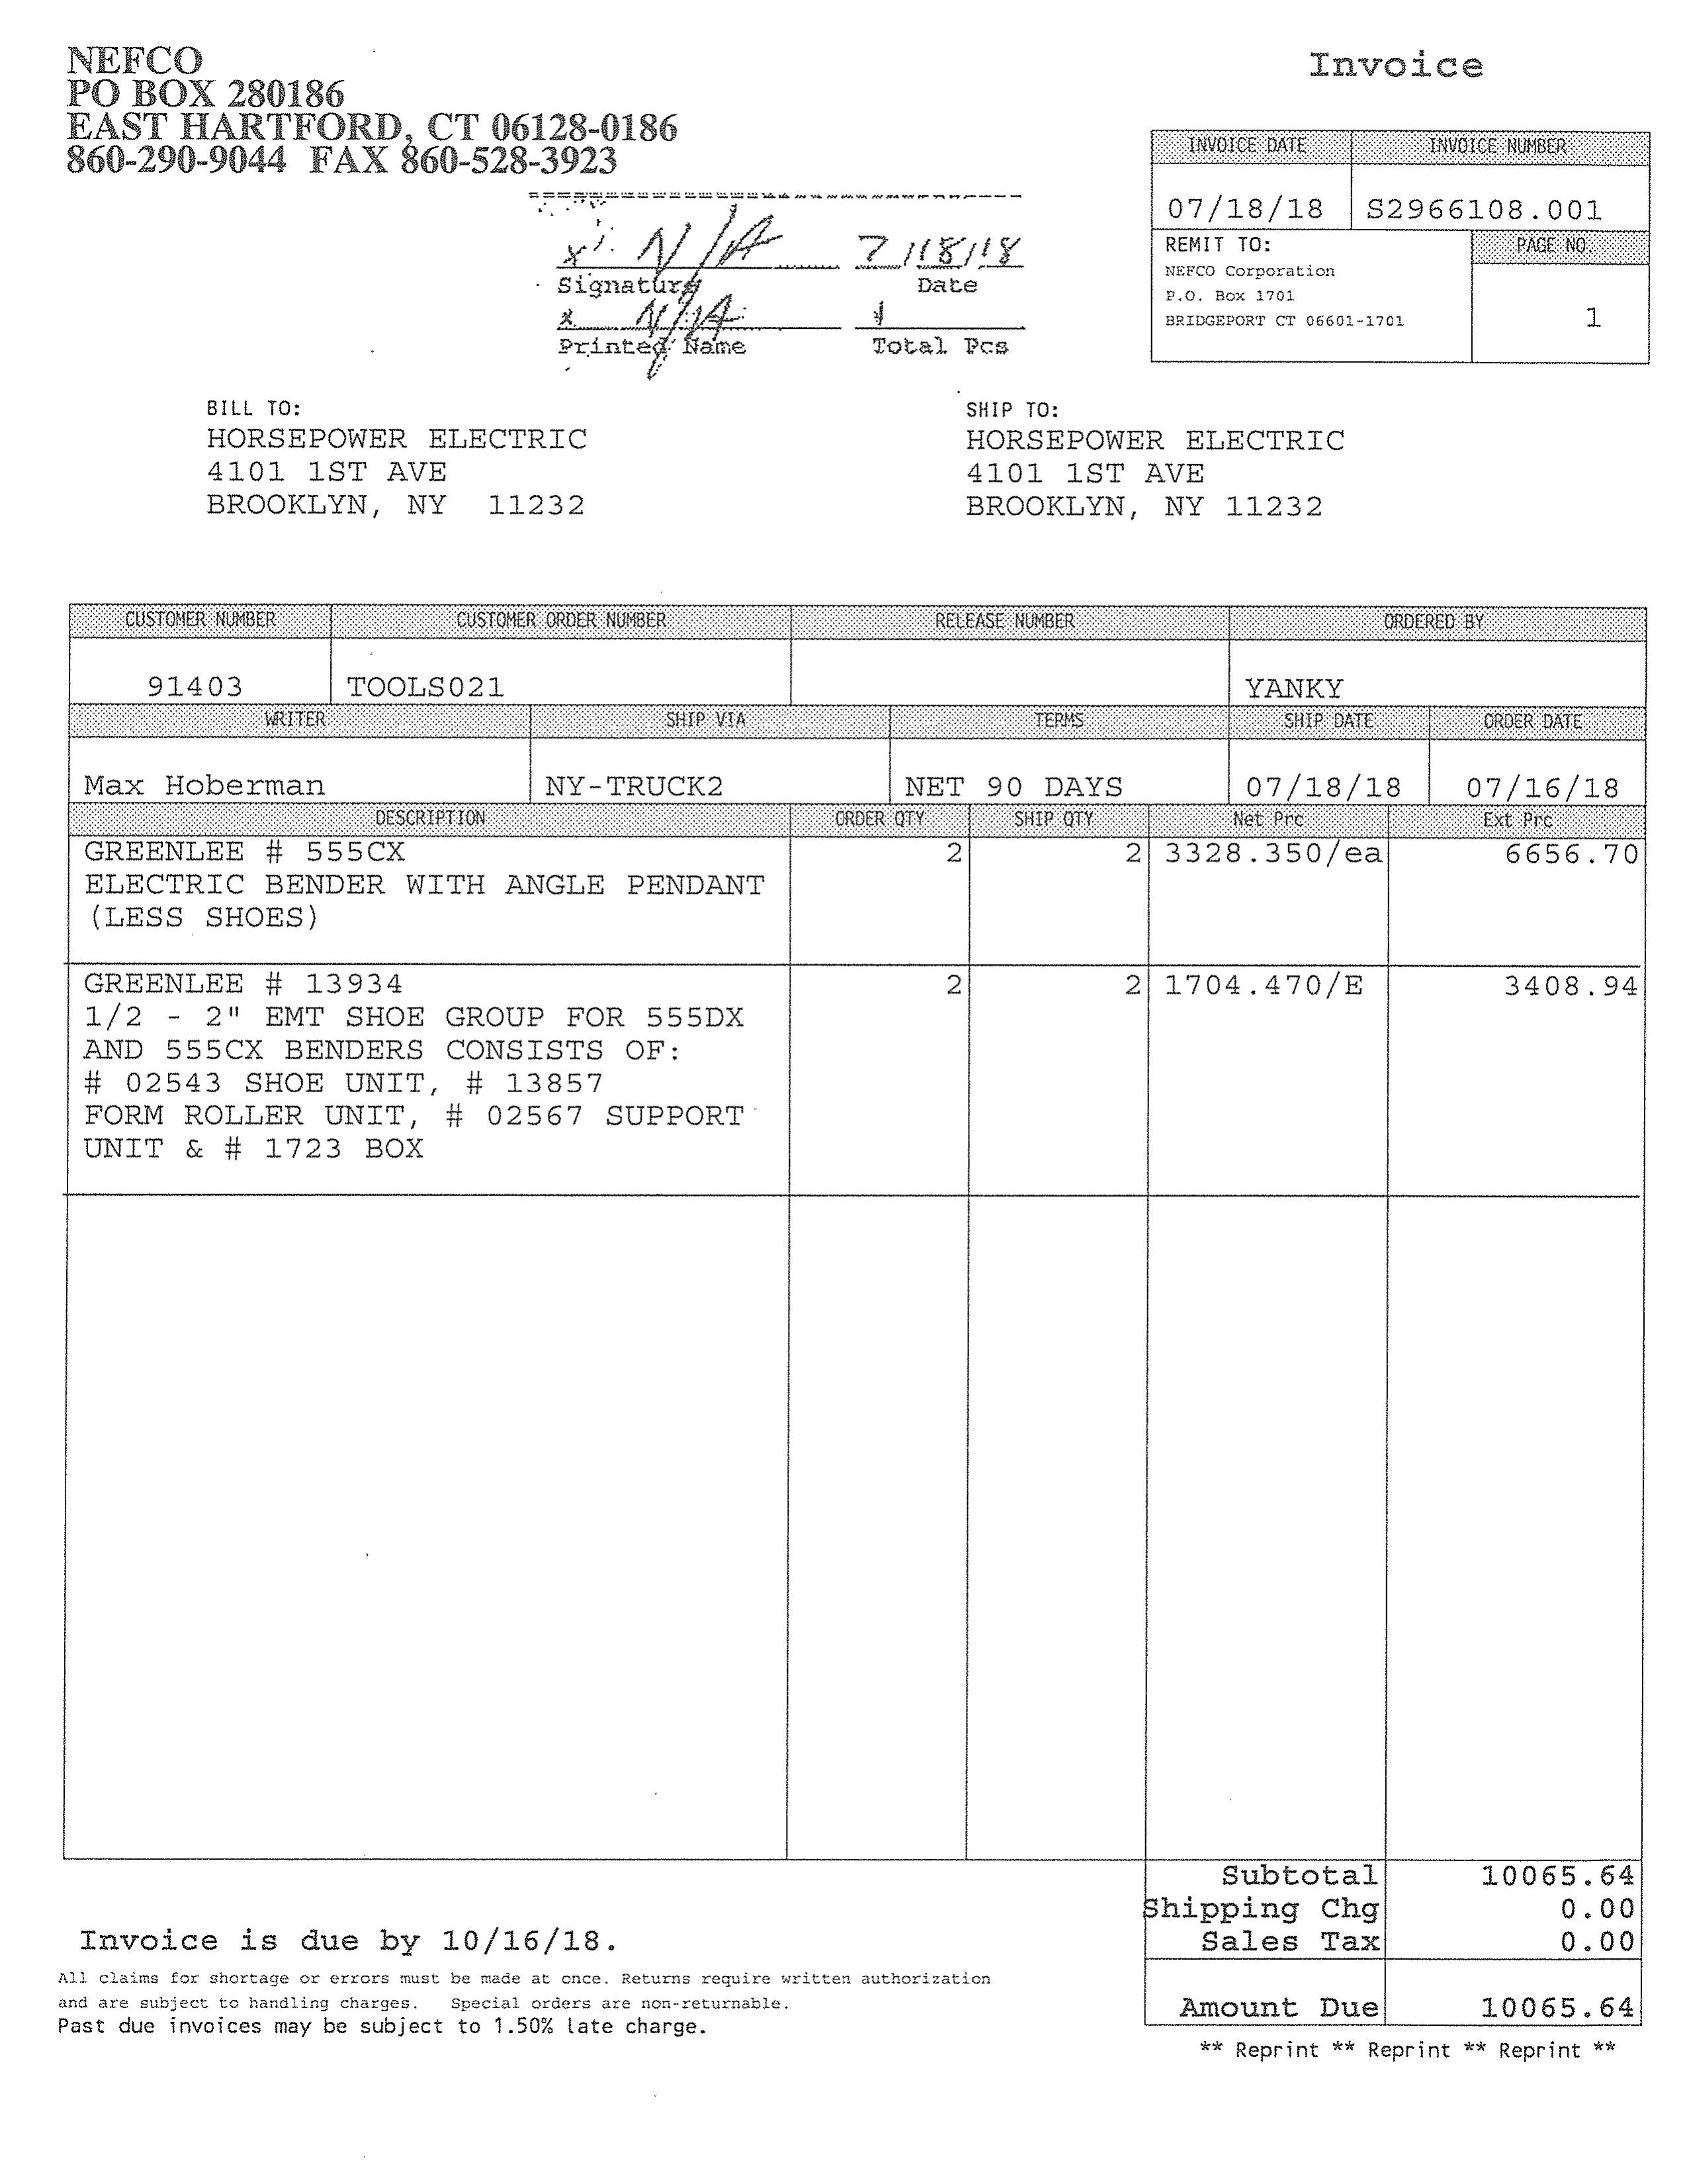 NEFCO
PO BOX 280186
EAST HARTFORD, CT 06128-0186
860-290-9044 FAX 860-528-3923
Invoice
INVOICE DATE INVOICE NUMBER
07/18/18 S2966108.001
REMIT TO: PAGE NO.
NEFCO Corporation
P.O. Box 1701
BRIDGEPORT CT 06601-1701
1
x N/A 7/18/18
Signature Date
x N/A 1
Printed Name Total Pcs
BILL TO:
HORSEPOWER ELECTRIC
4101 1ST AVE
BROOKLYN, NY 11232
SHIP TO:
HORSEPOWER ELECTRIC
4101 1ST AVE
BROOKLYN, NY 11232
CUSTOMER NUMBER CUSTOMER ORDER NUMBER RELEASE NUMBER ORDERED BY
91403 TOOLS021 YANKY
WRITER SHIP VIA TERMS SHIP DATE ORDER DATE
Max Hoberman NY-TRUCK2 NET 90 DAYS 07/18/18 07/16/18
DESCRIPTION ORDER QTY SHIP QTY Net Prc Ext Prc
GREENLEE # 555CX 2 2 3328.350/ea 6656.70
ELECTRIC BENDER WITH ANGLE PENDANT
(LESS SHOES)
GREENLEE # 13934 2 2 1704.470/E 3408.94
1/2 - 2" EMT SHOE GROUP FOR 555DX
AND 555CX BENDERS CONSISTS OF:
# 02543 SHOE UNIT, # 13857
FORM ROLLER UNIT, # 02567 SUPPORT
UNIT & # 1723 BOX
Subtotal 10065.64
Shipping Chg 0.00
Sales Tax 0.00
Amount Due 10065.64
Invoice is due by 10/16/18.
All claims for shortage or errors must be made at once. Returns require written authorization
and are subject to handling charges. Special orders are non-returnable.
Past due invoices may be subject to 1.50% late charge.
** Reprint ** Reprint ** Reprint **